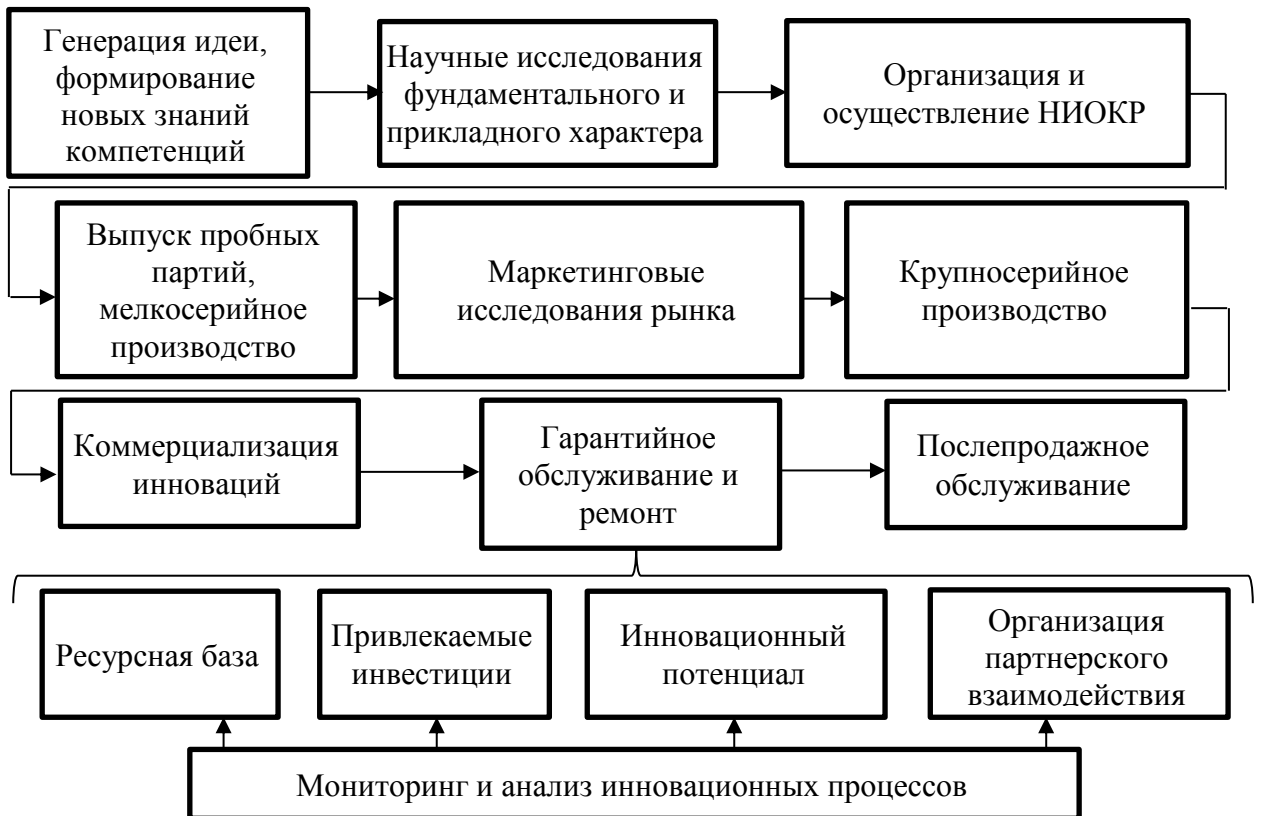 Генерация идеи,
формирование
новых знаний
компетенций
Научные исследования
фундаментального и
прикладного характера
Организация и
осуществление НИОКР
Выпуск пробных
партий,
мелкосерийное
производство
Маркетинговые
исследования рынка
Крупносерийное
производство
Коммерциализация
инноваций
Гарантийное
обслуживание и
ремонт
Послепродажное
обслуживание
Ресурсная база
Привлекаемые
инвестиции
Инновационный
потенциал
Организация
партнерского
взаимодействия
Мониторинг и анализ инновационных процессов